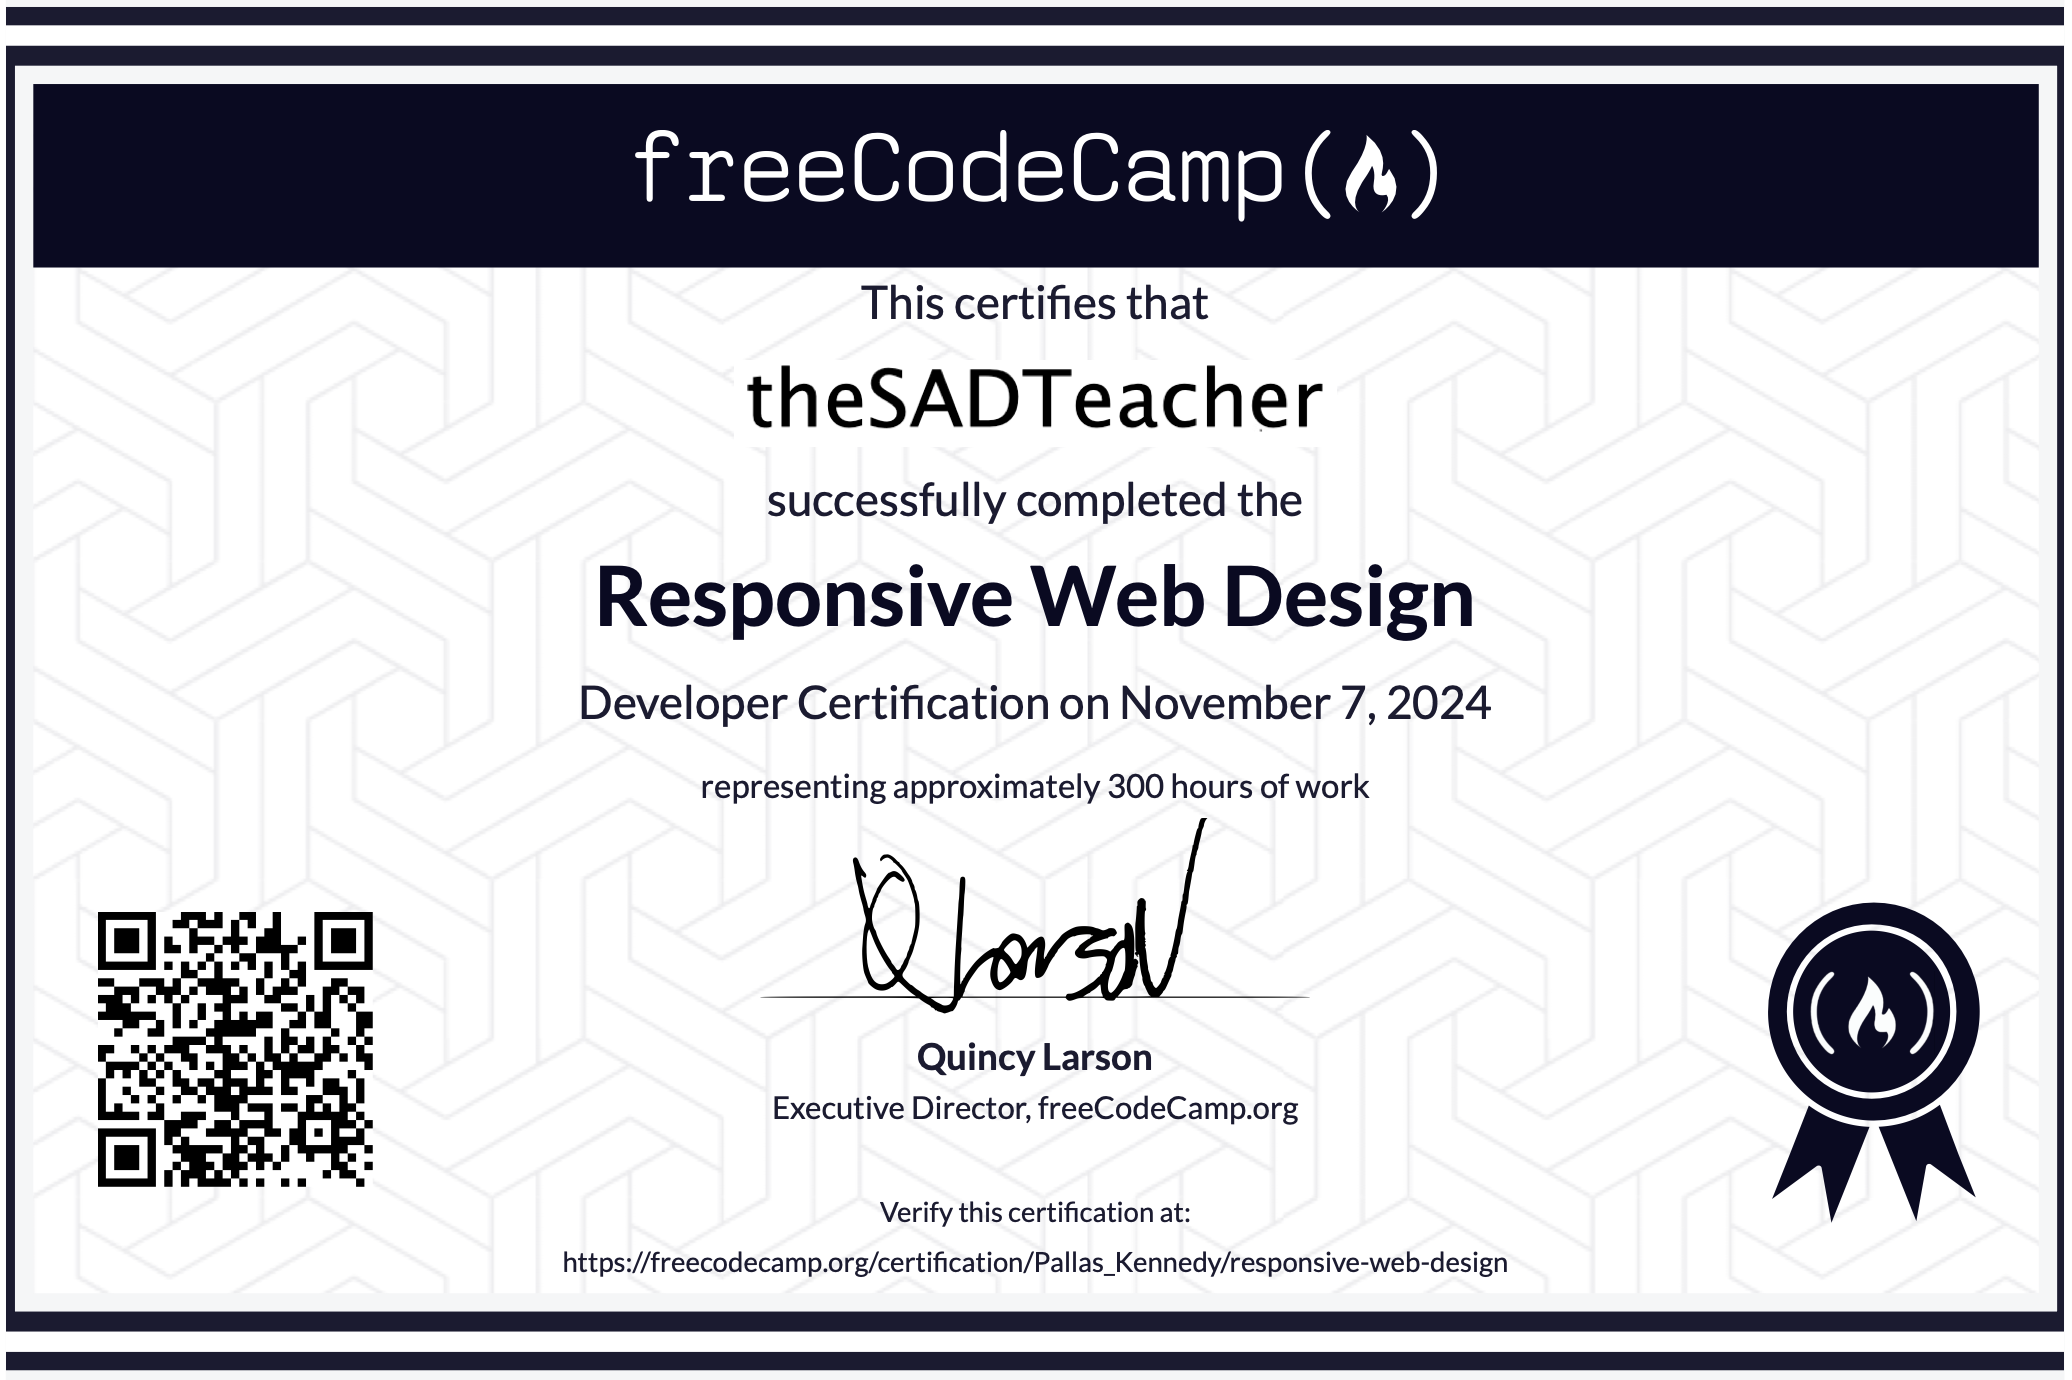 freeCodeCamp(🔥)
This certifies that
theSADTeacher
successfully completed the
Responsive Web Design
Developer Certification on November 7, 2024
representing approximately 300 hours of work
Q Larson
Quincy Larson
Executive Director, freeCodeCamp.org
Verify this certification at:
https://freecodecamp.org/certification/Pallas_Kennedy/responsive-web-design